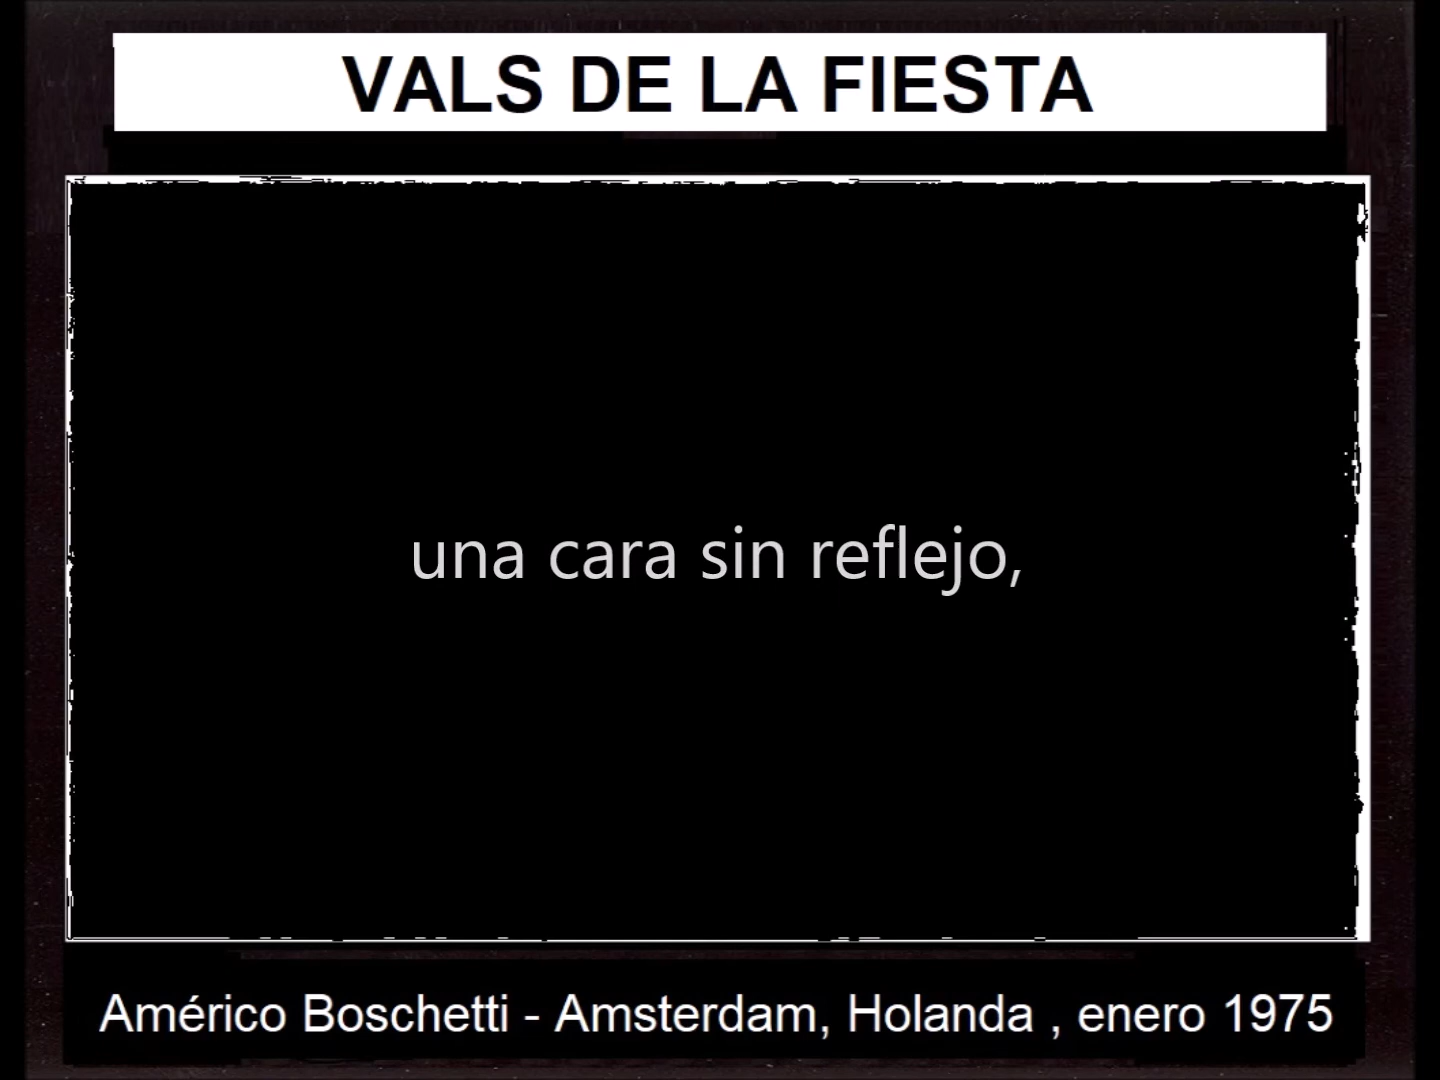 VALS DE LA FIESTA
una cara sin reflejo,
Américo Boschetti - Amsterdam, Holanda , enero 1975